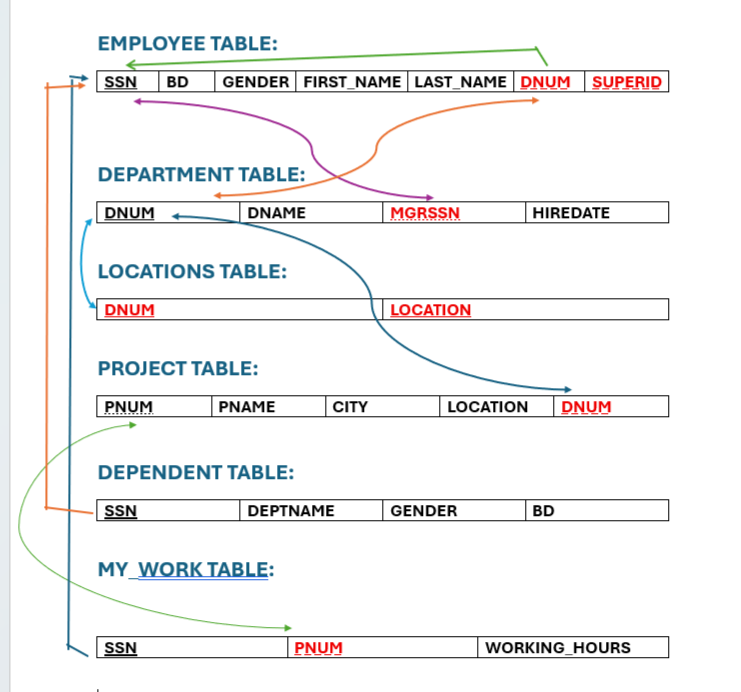 EMPLOYEE TABLE:
SSN BD GENDER FIRST_NAME LAST_NAME DNUM SUPERID
DEPARTMENT TABLE:
DNUM DNAME MGRSSN HIREDATE
LOCATIONS TABLE:
DNUM LOCATION
PROJECT TABLE:
PNUM PNAME CITY LOCATION DNUM
DEPENDENT TABLE:
SSN DEPTNAME GENDER BD
MY_WORK TABLE:
SSN PNUM WORKING_HOURS